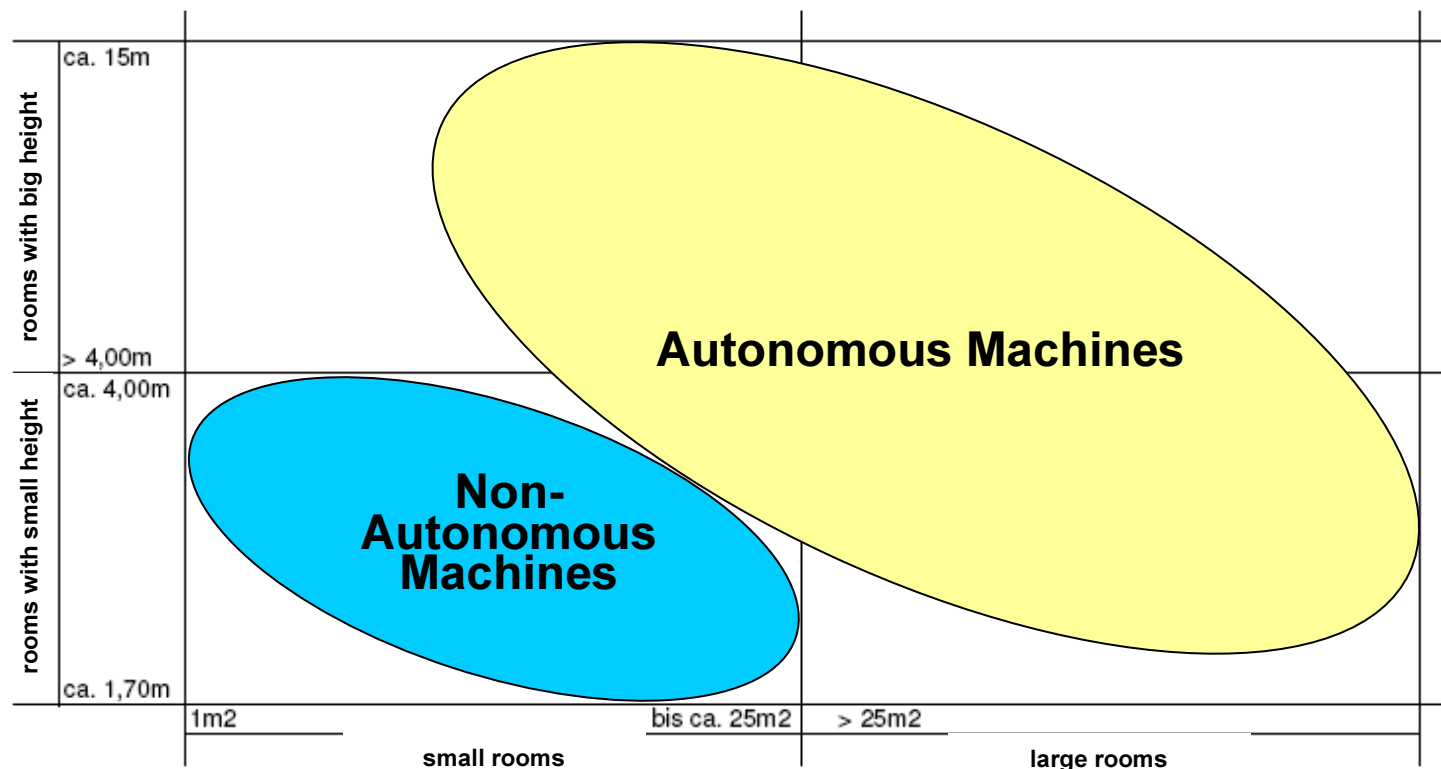 ca. 15m
rooms with big height
> 4,00m
Autonomous Machines
ca. 4,00m
rooms with small height
Non-
Autonomous
Machines
ca. 1,70m
1m2
bis ca. 25m2
> 25m2
small rooms
large rooms